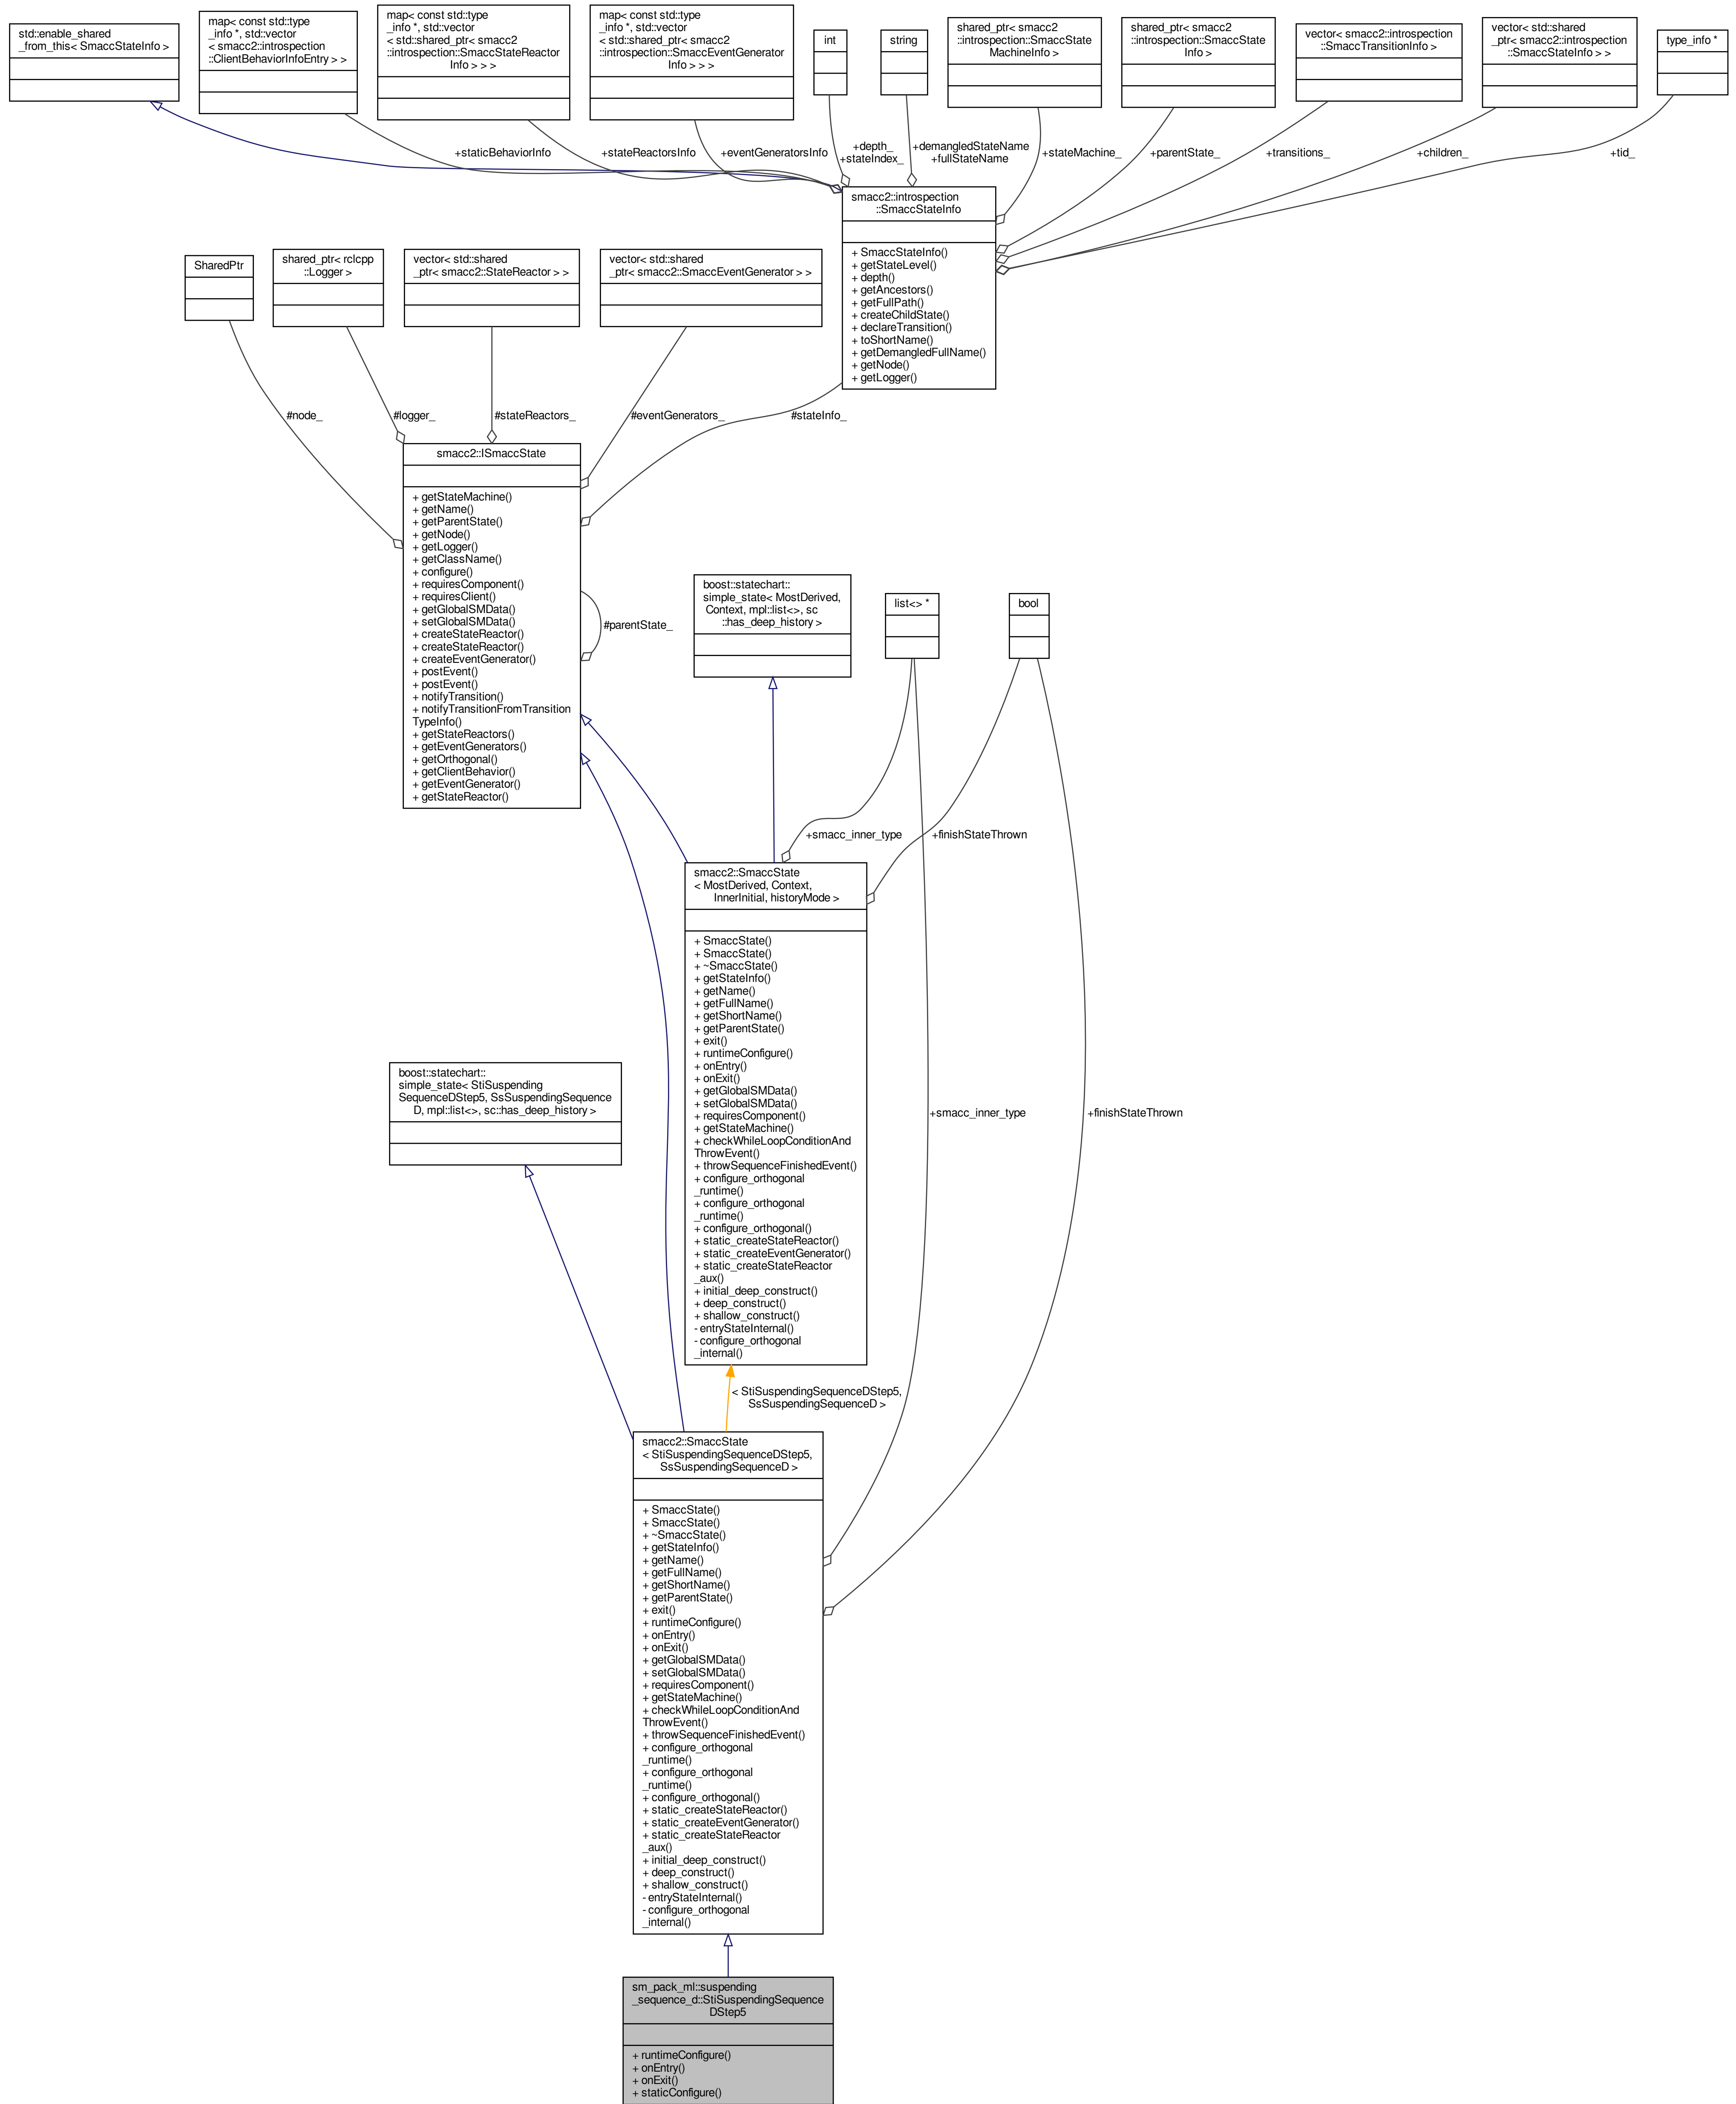 std::enable_shared
_from_this< SmaccStateInfo >
map< const std::type
_info *, std::vector
< smacc2::introspection
::ClientBehaviorInfoEntry > >
map< const std::type
_info *, std::vector
< std::shared_ptr< smacc2
::introspection::SmaccStateReactor
Info > > >
map< const std::type
_info *, std::vector
< std::shared_ptr< smacc2
::introspection::SmaccEventGenerator
Info > > >
int
string
shared_ptr< smacc2
::introspection::SmaccState
MachineInfo >
shared_ptr< smacc2
::introspection::SmaccState
Info >
vector< smacc2::introspection
::SmaccTransitionInfo >
vector< std::shared
_ptr< smacc2::introspection
::SmaccStateInfo > >
type_info *
+staticBehaviorInfo
+stateReactorsInfo
+eventGeneratorsInfo
+depth_
+stateIndex_
+demangledStateName
+fullStateName
+stateMachine_
+parentState_
+transitions_
+children_
+tid_
smacc2::introspection
::SmaccStateInfo
+ SmaccStateInfo()
+ getStateLevel()
+ depth()
+ getAncestors()
+ getFullPath()
+ createChildState()
+ declareTransition()
+ toShortName()
+ getDemangledFullName()
+ getNode()
+ getLogger()
SharedPtr
shared_ptr< rclcpp
::Logger >
vector< std::shared
_ptr< smacc2::StateReactor > >
vector< std::shared
_ptr< smacc2::SmaccEventGenerator > >
#node_
#logger_
#stateReactors_
#eventGenerators_
#stateInfo_
smacc2::ISmaccState
+ getStateMachine()
+ getName()
+ getParentState()
+ getNode()
+ getLogger()
+ getClassName()
+ configure()
+ requiresComponent()
+ requiresClient()
+ getGlobalSMData()
+ setGlobalSMData()
+ createStateReactor()
+ createStateReactor()
+ createEventGenerator()
+ postEvent()
+ postEvent()
+ notifyTransition()
+ notifyTransitionFromTransition
TypeInfo()
+ getStateReactors()
+ getEventGenerators()
+ getOrthogonal()
+ getClientBehavior()
+ getEventGenerator()
+ getStateReactor()
#parentState_
boost::statechart::
simple_state< MostDerived,
Context, mpl::list<>, sc
::has_deep_history >
list<> *
bool
+smacc_inner_type
+finishStateThrown
smacc2::SmaccState
< MostDerived, Context,
InnerInitial, historyMode >
+ SmaccState()
+ SmaccState()
+ ~SmaccState()
+ getStateInfo()
+ getName()
+ getFullName()
+ getShortName()
+ getParentState()
+ exit()
+ runtimeConfigure()
+ onEntry()
+ onExit()
+ getGlobalSMData()
+ setGlobalSMData()
+ requiresComponent()
+ getStateMachine()
+ checkWhileLoopConditionAnd
ThrowEvent()
+ throwSequenceFinishedEvent()
+ configure_orthogonal
_runtime()
+ configure_orthogonal
_runtime()
+ configure_orthogonal()
+ static_createStateReactor()
+ static_createEventGenerator()
+ static_createStateReactor
_aux()
+ initial_deep_construct()
+ deep_construct()
+ shallow_construct()
- entryStateInternal()
- configure_orthogonal
_internal()
boost::statechart::
simple_state< StiSuspending
SequenceDStep5, SsSuspendingSequence
D, mpl::list<>, sc::has_deep_history >
+smacc_inner_type
+finishStateThrown
< StiSuspendingSequenceDStep5,
SsSuspendingSequenceD >
smacc2::SmaccState
< StiSuspendingSequenceDStep5,
SsSuspendingSequenceD >
+ SmaccState()
+ SmaccState()
+ ~SmaccState()
+ getStateInfo()
+ getName()
+ getFullName()
+ getShortName()
+ getParentState()
+ exit()
+ runtimeConfigure()
+ onEntry()
+ onExit()
+ getGlobalSMData()
+ setGlobalSMData()
+ requiresComponent()
+ getStateMachine()
+ checkWhileLoopConditionAnd
ThrowEvent()
+ throwSequenceFinishedEvent()
+ configure_orthogonal
_runtime()
+ configure_orthogonal
_runtime()
+ configure_orthogonal()
+ static_createStateReactor()
+ static_createEventGenerator()
+ static_createStateReactor
_aux()
+ initial_deep_construct()
+ deep_construct()
+ shallow_construct()
- entryStateInternal()
- configure_orthogonal
_internal()
sm_pack_ml::suspending
_sequence_d::StiSuspendingSequence
DStep5
+ runtimeConfigure()
+ onEntry()
+ onExit()
+ staticConfigure()